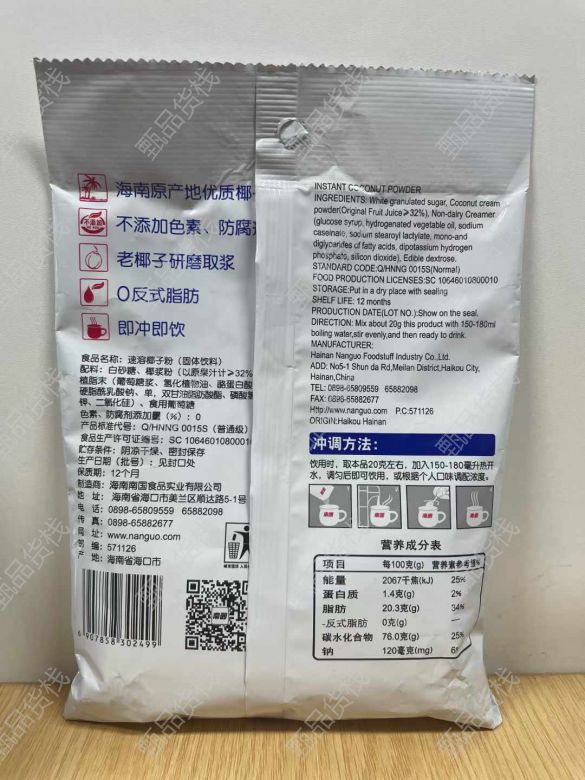 海南原产地优质椰
不添加
不添加色素、防腐
老椰子研磨取浆
0反式脂肪
即冲即饮
食品名称：速溶椰子粉（固体饮料）
配料：白砂糖、椰浆粉（以原果汁计≥32%
植脂末（葡萄糖浆、氢化植物油、酪蛋白酸
硬脂酰乳酸钠、单，双甘油脂肪酸酯、磷酸
钾、二氧化硅）、食用葡萄糖
色素、防腐剂添加量（%）：0
产品标准代号：Q/HNNG 0015S（普通级）
食品生产许可证编号：SC 10646010800010
贮存条件：阴凉干燥、密封保存
生产日期（批号）：见封口处
保质期：12个月
制造商：海南南国食品实业有限公司
地 址：海南省海口市美兰区顺达路5-1号
电 话：0898-65809559 65882098
传 真：0898-65882677
网 址：www.nanguo.com
邮 编：571126
产 地：海南省海口市
6 907858 302499
南国
INSTANT COCONUT POWDER
INGREDIENTS: White granulated sugar, Coconut cream
powder(Original Fruit Juice≥32%), Non-dairy Creamer
(glucose syrup, hydrogenated vegetable oil, sodium
caseinate, sodium stearoyl lactylate, mono-and
diglycerides of fatty acids, dipotassium hydrogen
phosphate, silicon dioxide), Edible dextrose.
STANDARD CODE:Q/HNNG 0015S(Normal)
FOOD PRODUCTION LICENSES:SC 10646010800010
STORAGE:Put in a dry place with sealing
SHELF LIFE: 12 months
PRODUCTION DATE(LOT NO.):Show on the seal.
DIRECTION: Mix about 20g this product with 150-180ml
boiling water,stir evenly,and then ready to drink.
MANUFACTURER:
Hainan Nanguo Foodstuff Industry Co.,Ltd.
ADD: No5-1 Shun da Rd,Meilan District,Haikou City,
Hainan,China
TEL: 0898-65809559 65882098
FAX: 0898-65882677
Http://www.nanguo.com P.C:571126
ORIGIN:Haikou Hainan
冲调方法：
饮用时，取本品20克左右，加入150-180毫升热开
水，调匀后即可饮用，或根据个人口味调配浓度。
南国 南国 南国
营养成分表
项目 每100克(g) 营养素参考值%
能量 2067千焦(kJ) 25%
蛋白质 1.4克(g) 2%
脂肪 20.3克(g) 34%
-反式脂肪 0克(g) —
碳水化合物 76.0克(g) 25%
钠 120毫克(mg) 6%
甄品货栈